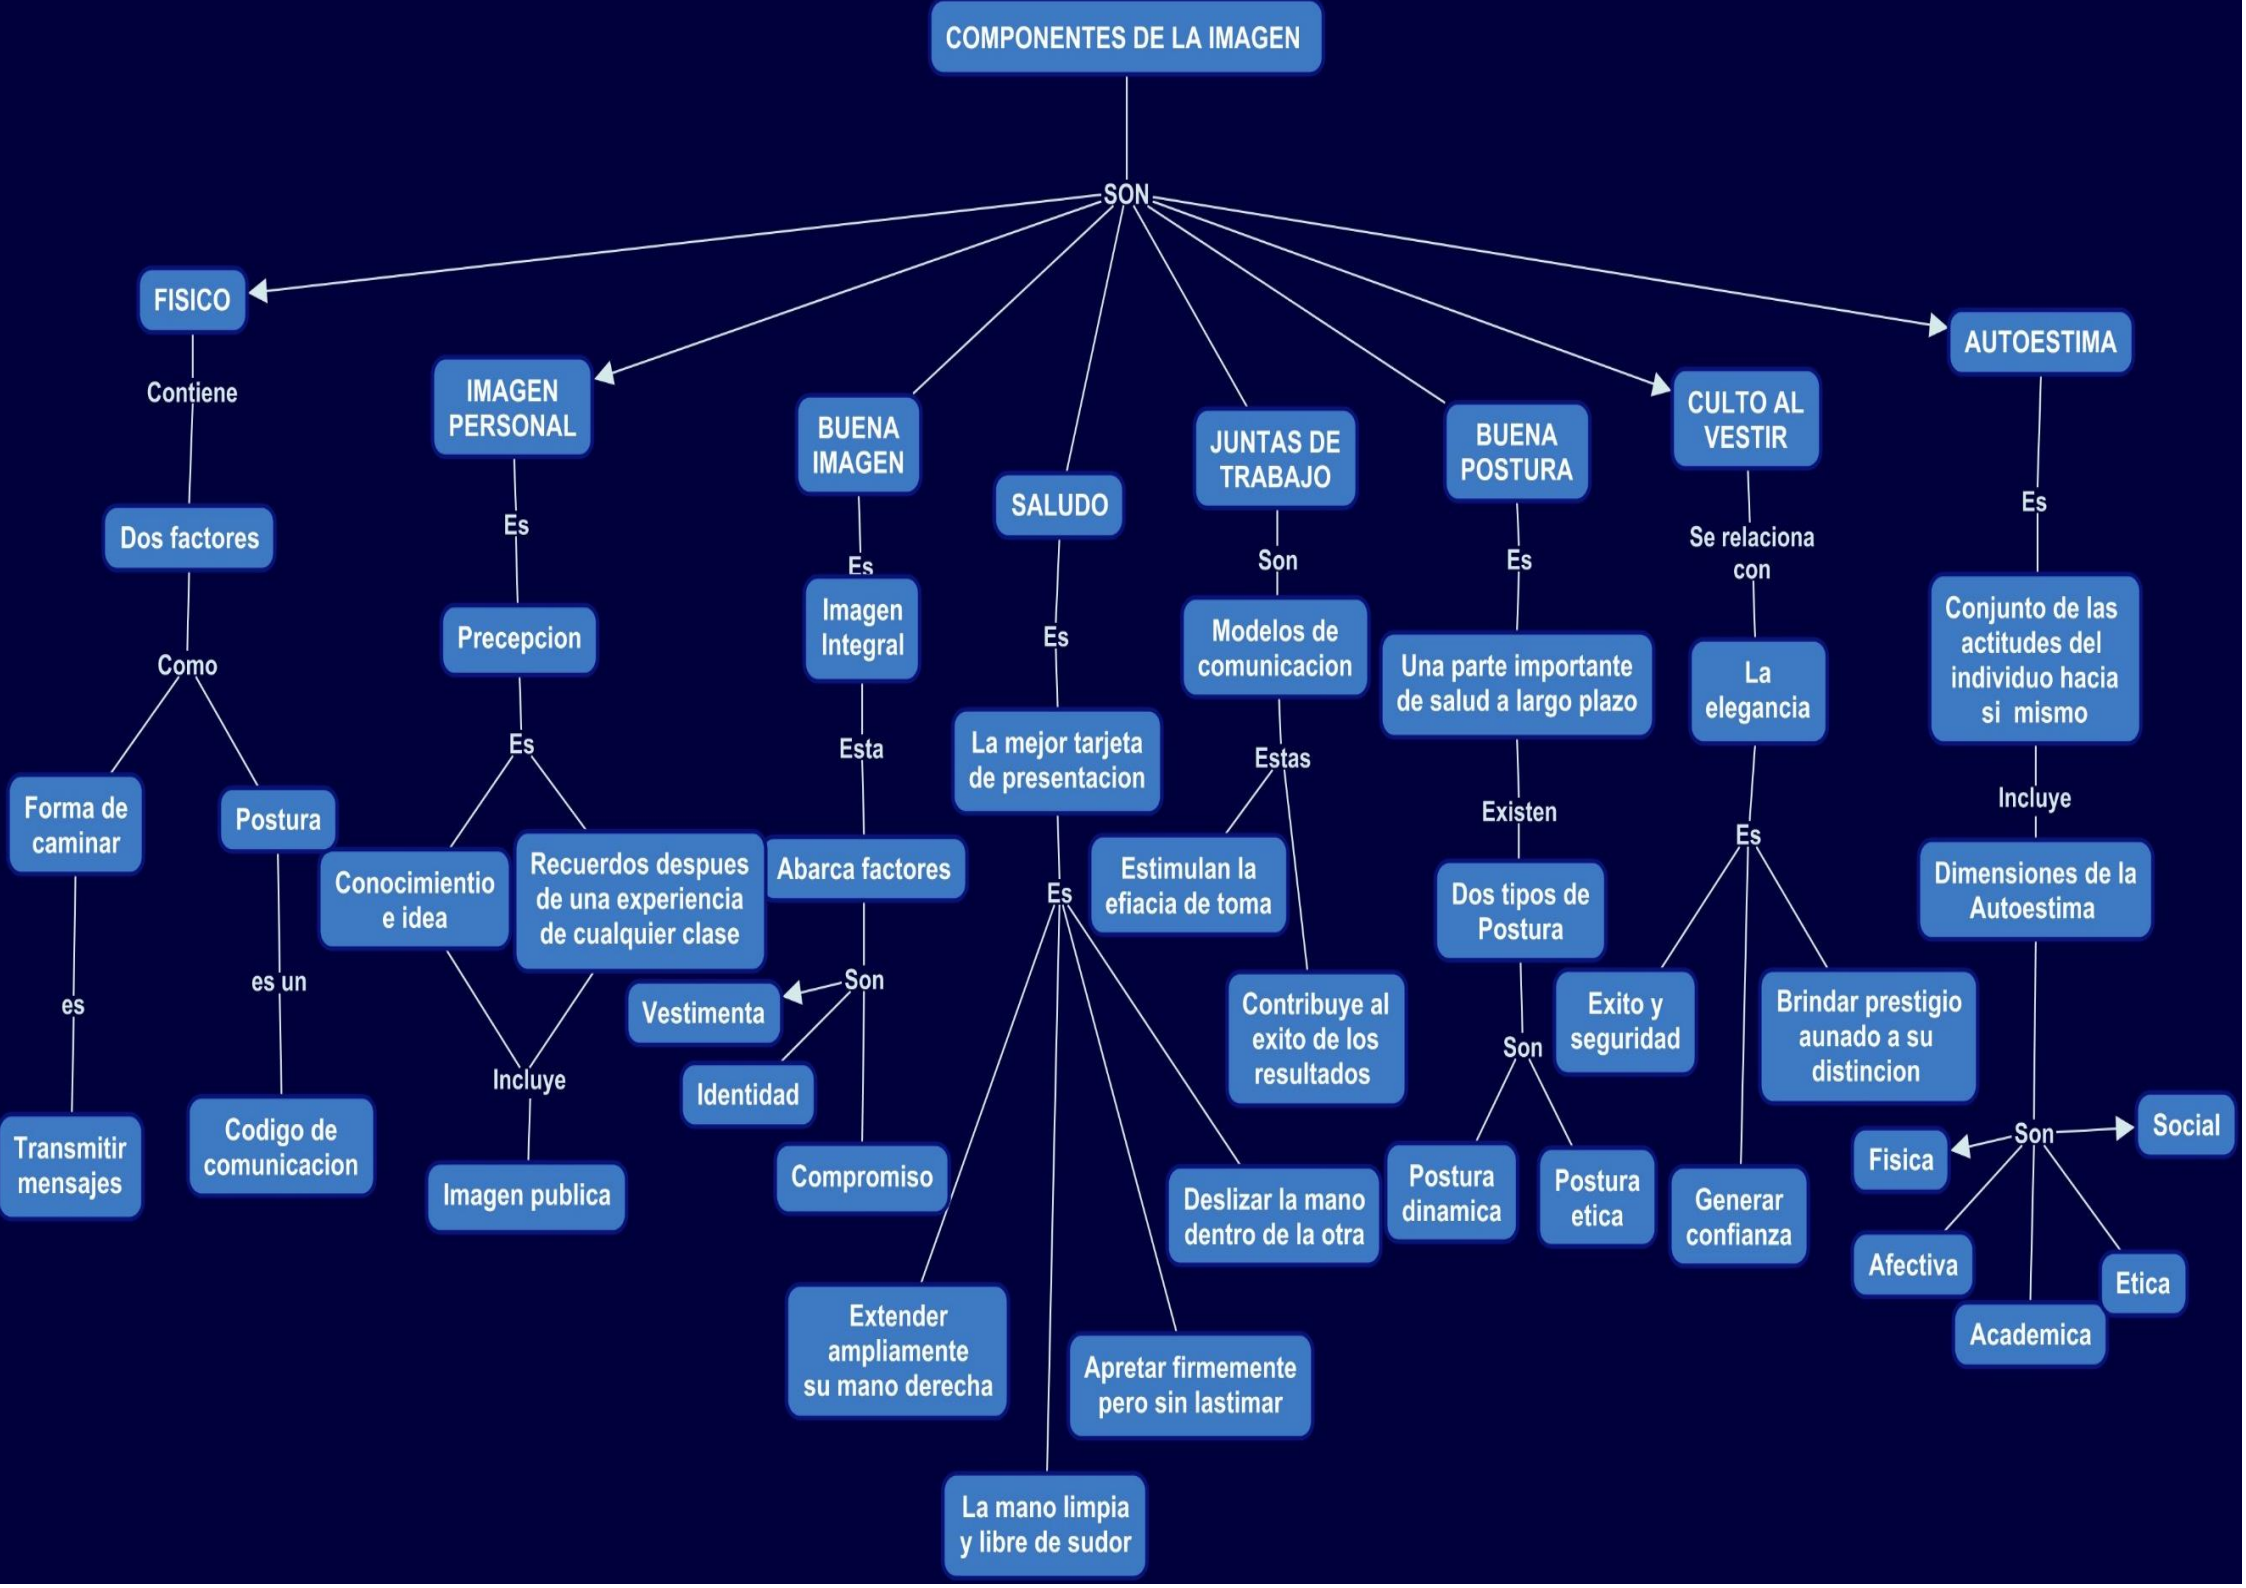 COMPONENTES DE LA IMAGEN
SON
FISICO
Contiene
Dos factores
Como
Forma de
caminar
es
Transmitir
mensajes
Postura
es un
Codigo de
comunicacion
IMAGEN
PERSONAL
Es
Precepcion
Es
Conocimientio
e idea
Recuerdos despues
de una experiencia
de cualquier clase
Incluye
Imagen publica
BUENA
IMAGEN
Es
Imagen
Integral
Esta
Abarca factores
Son
Vestimenta
Identidad
Compromiso
SALUDO
Es
La mejor tarjeta
de presentacion
Es
Extender
ampliamente
su mano derecha
La mano limpia
y libre de sudor
Apretar firmemente
pero sin lastimar
Deslizar la mano
dentro de la otra
JUNTAS DE
TRABAJO
Son
Modelos de
comunicacion
Estas
Estimulan la
efiacia de toma
Contribuye al
exito de los
resultados
BUENA
POSTURA
Es
Una parte importante
de salud a largo plazo
Existen
Dos tipos de
Postura
Son
Postura
dinamica
Postura
etica
CULTO AL
VESTIR
Se relaciona
con
La
elegancia
Es
Exito y
seguridad
Generar
confianza
Brindar prestigio
aunado a su
distincion
AUTOESTIMA
Es
Conjunto de las
actitudes del
individuo hacia
si mismo
Incluye
Dimensiones de la
Autoestima
Son
Fisica
Social
Afectiva
Academica
Etica